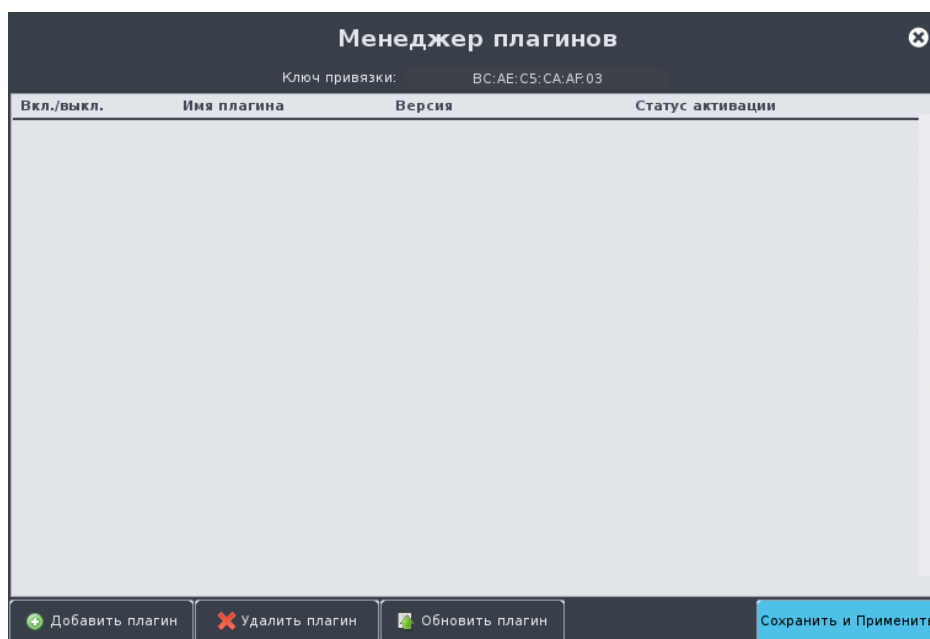 Менеджер плагинов
Ключ привязки: BC:AE:C5:CA:AF:03
Вкл./выкл. Имя плагина Версия Статус активации
Добавить плагин Удалить плагин Обновить плагин Сохранить и Применить